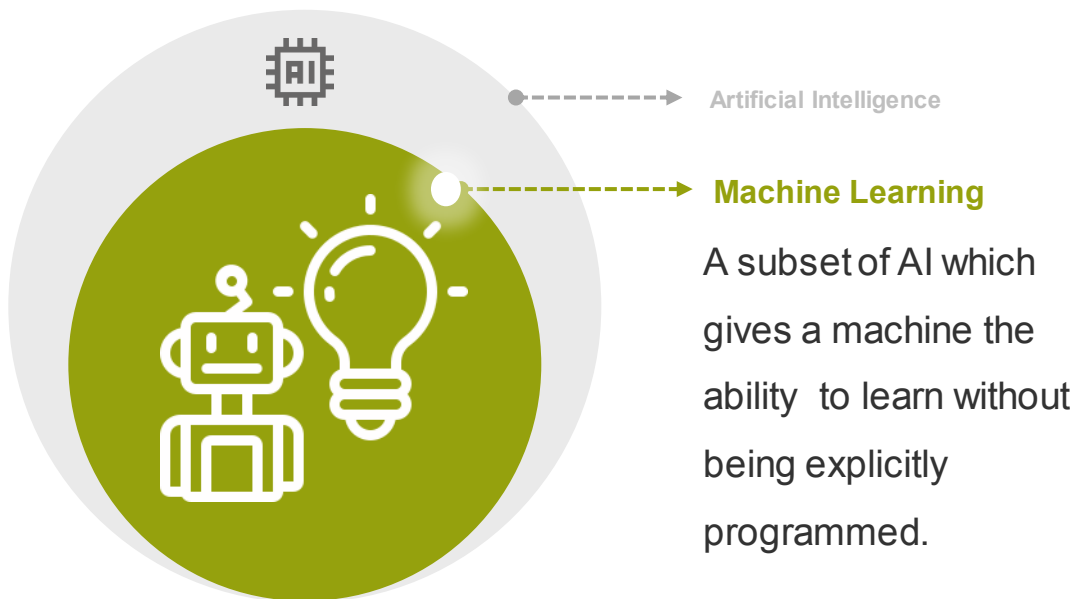 AI
Artificial Intelligence
Machine Learning
A subset of AI which
gives a machine the
ability to learn without
being explicitly
programmed.